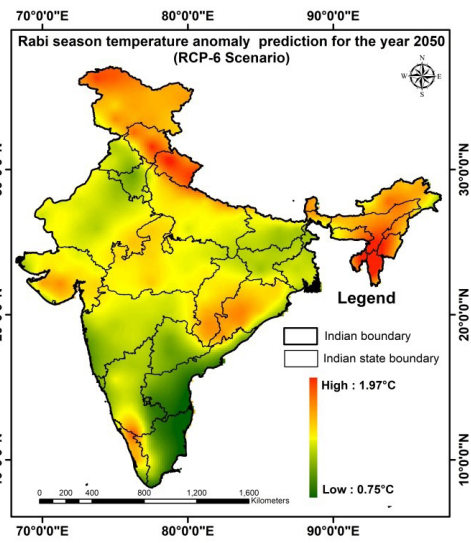 70°0'0"E 80°0'0"E 90°0'0"E
Rabi season temperature anomaly prediction for the year 2050
(RCP-6 Scenario)
N
W E
S
30°0'0"N
20°0'0"N
10°0'0"N
Legend
Indian boundary
Indian state boundary
High : 1.97°C
Low : 0.75°C
0 200 400 800 1,200 1,600
Kilometers
70°0'0"E 80°0'0"E 90°0'0"E